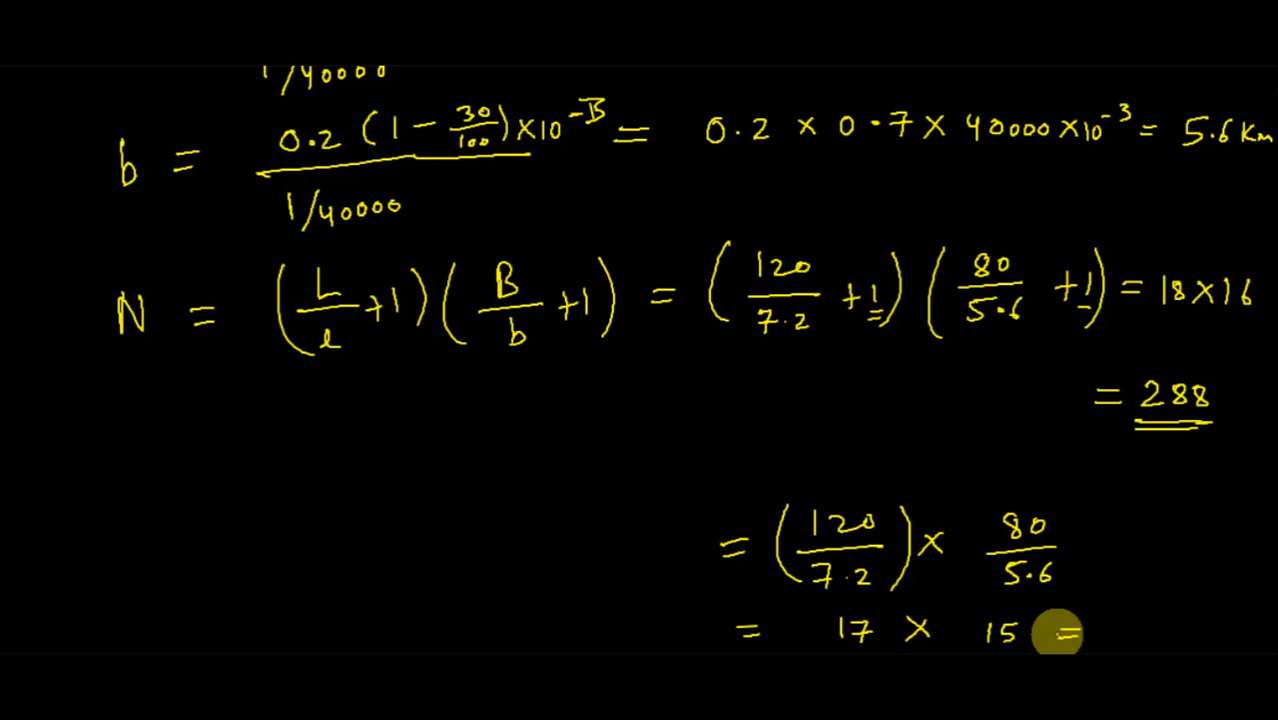 1/40000
b = 0.2 (1 - 30/100) × 10^-3 / 1/40000 = 0.2 × 0.7 × 40000 × 10^-3 = 5.6 Km
N = (L/l + 1) (B/b + 1) = (120/7.2 + 1) (80/5.6 + 1) = 18 × 16
= 288
= (120/7.2) × 80/5.6
= 17 × 15 =